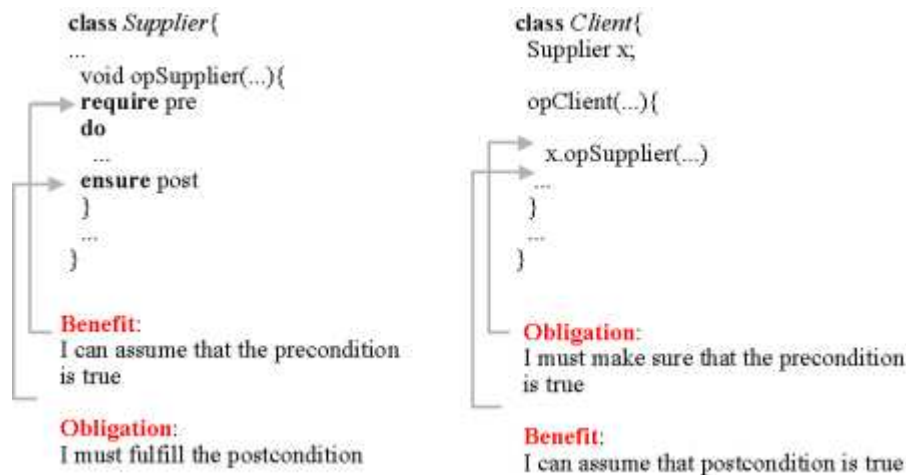 class Supplier{
...
void opSupplier(...){
require pre
do
...
ensure post
}
...
}
Benefit:
I can assume that the precondition
is true
Obligation:
I must fulfill the postcondition
class Client{
Supplier x;
opClient(...){
x.opSupplier(...)
...
}
...
}
Obligation:
I must make sure that the precondition
is true
Benefit:
I can assume that postcondition is true